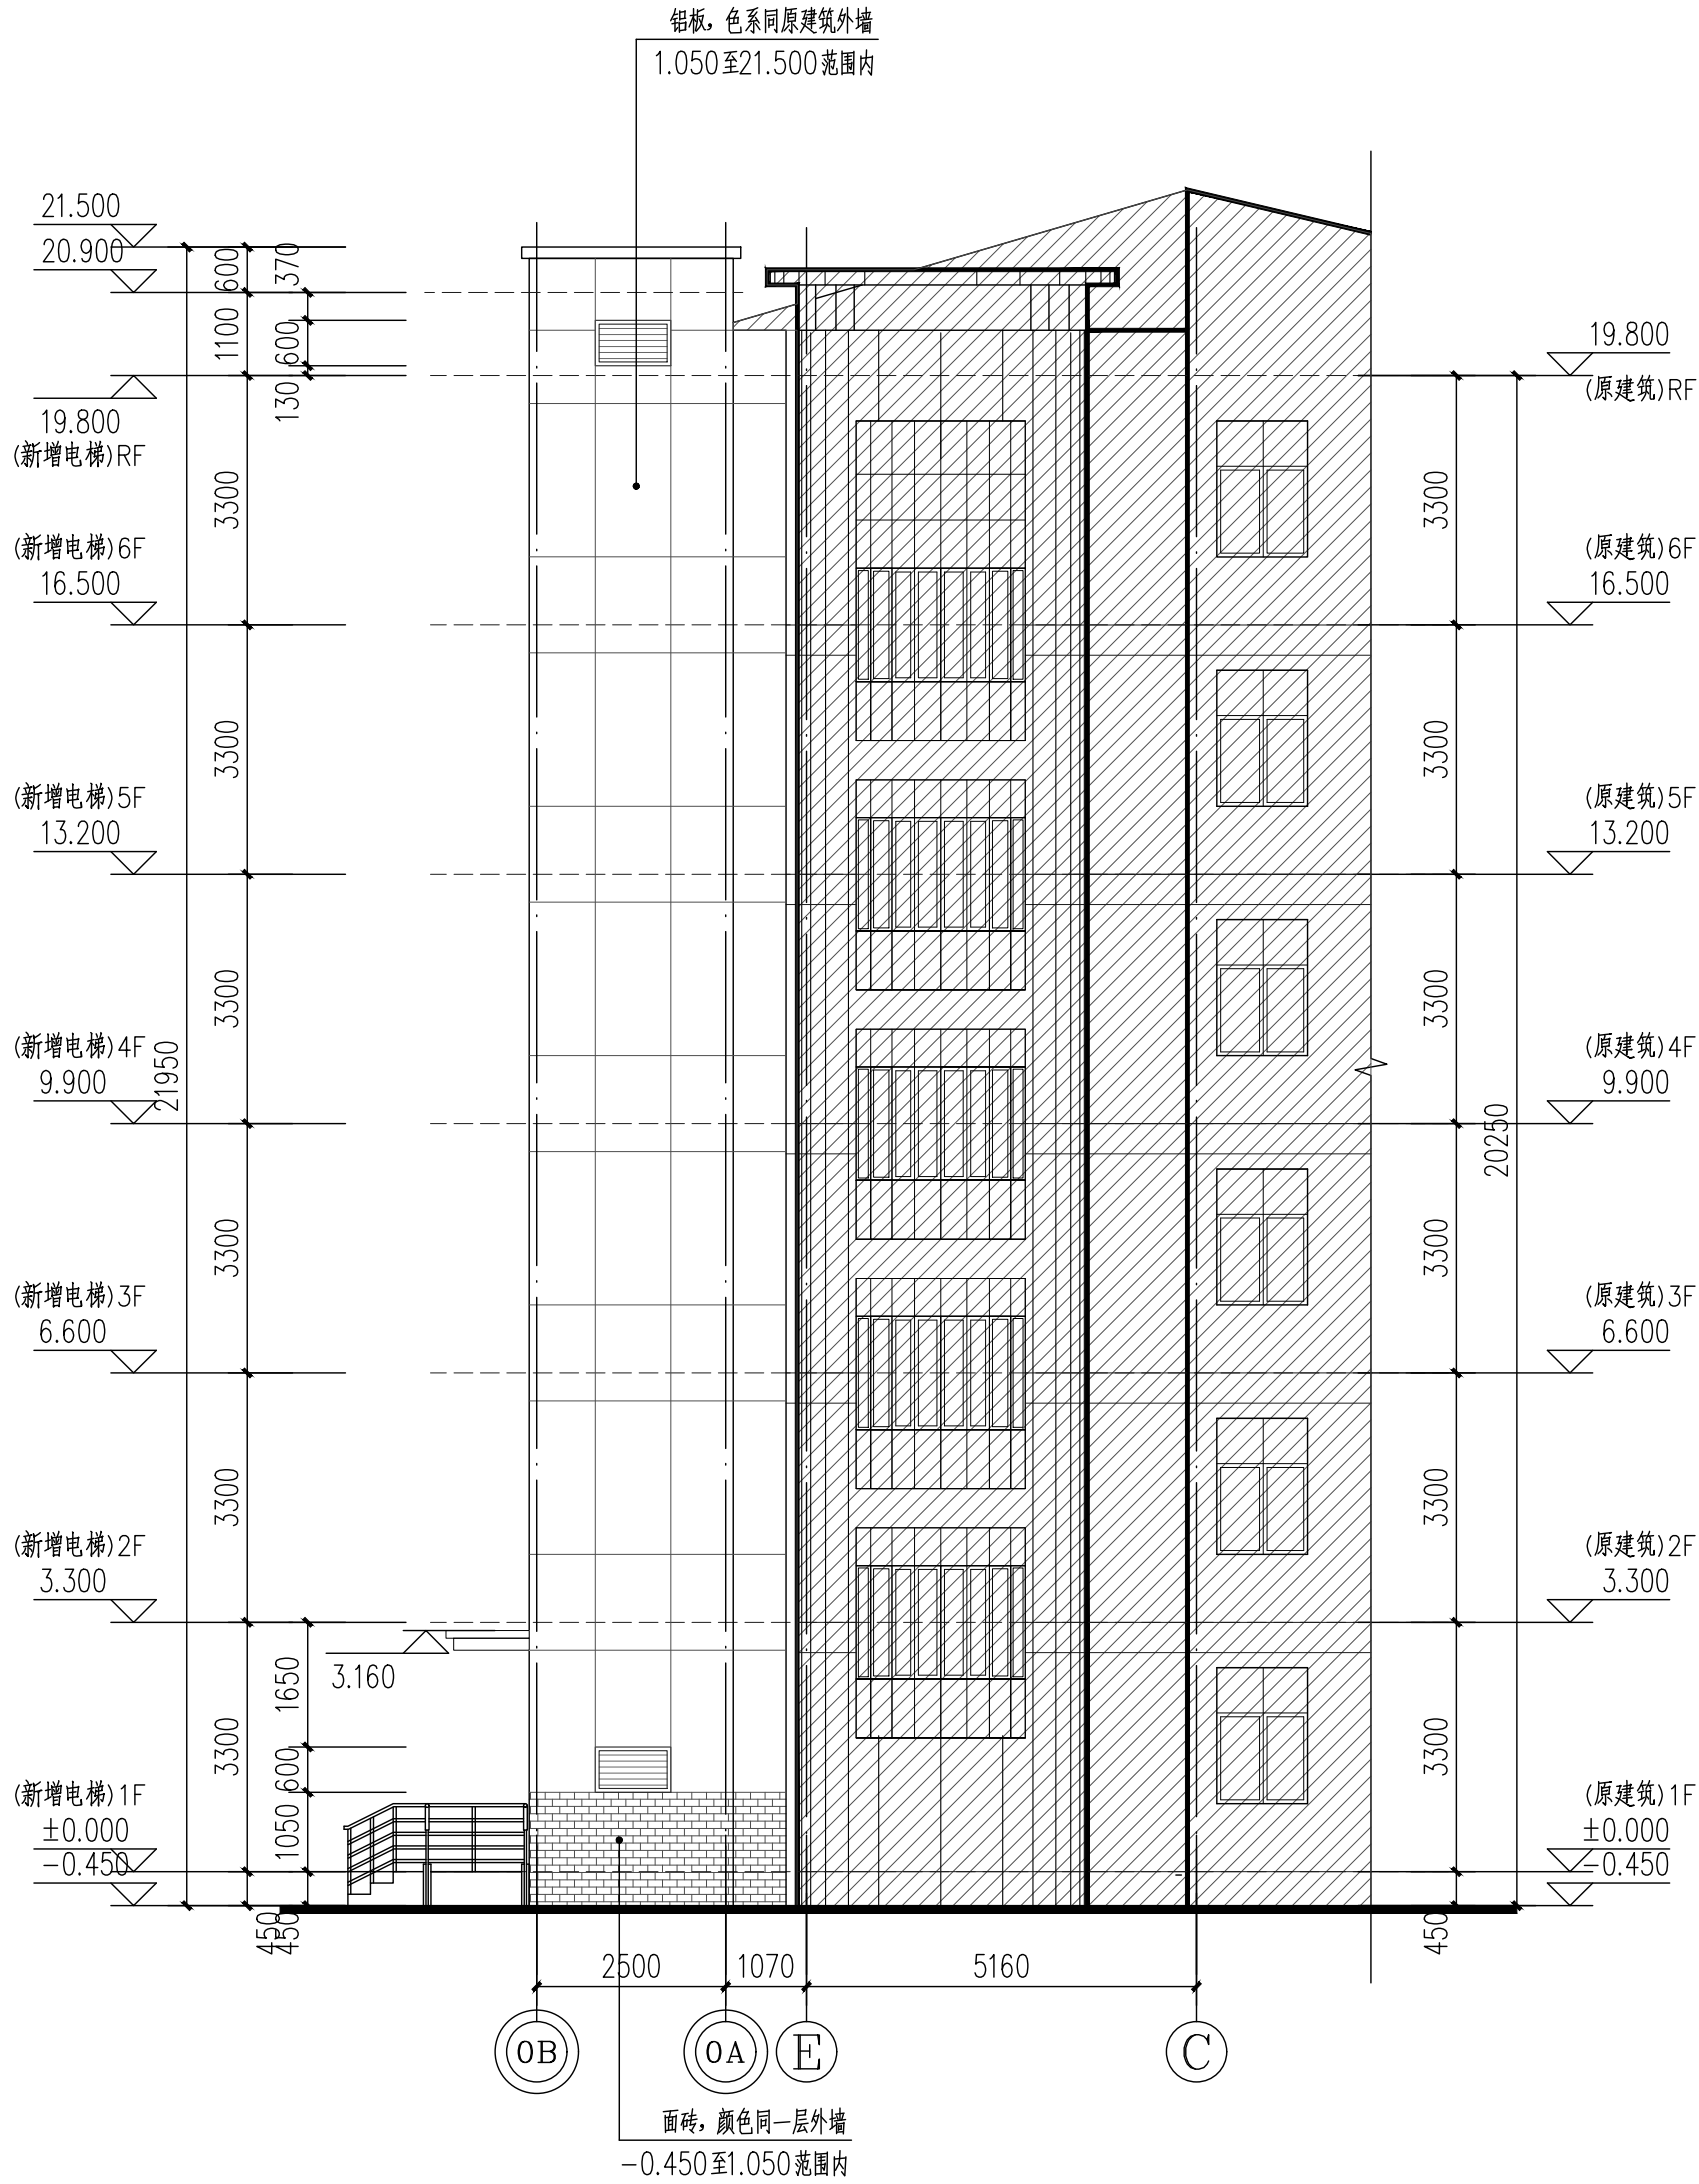 铝板，色系同原建筑外墙
1.050至21.500范围内
21.500
20.900
600
370
1100
600
130
19.800
(新增电梯)RF
19.800
(原建筑)RF
3300
3300
(新增电梯)6F
16.500
(原建筑)6F
16.500
3300
3300
(新增电梯)5F
13.200
(原建筑)5F
13.200
3300
3300
(新增电梯)4F
9.900
21950
(原建筑)4F
9.900
20250
3300
3300
(新增电梯)3F
6.600
(原建筑)3F
6.600
3300
3300
(新增电梯)2F
3.300
(原建筑)2F
3.300
3.160
1650
3300
600
1050
3300
(新增电梯)1F
±0.000
-0.450
(原建筑)1F
±0.000
-0.450
450
450
450
2500
1070
5160
0B
0A
E
C
面砖，颜色同一层外墙
-0.450至1.050范围内